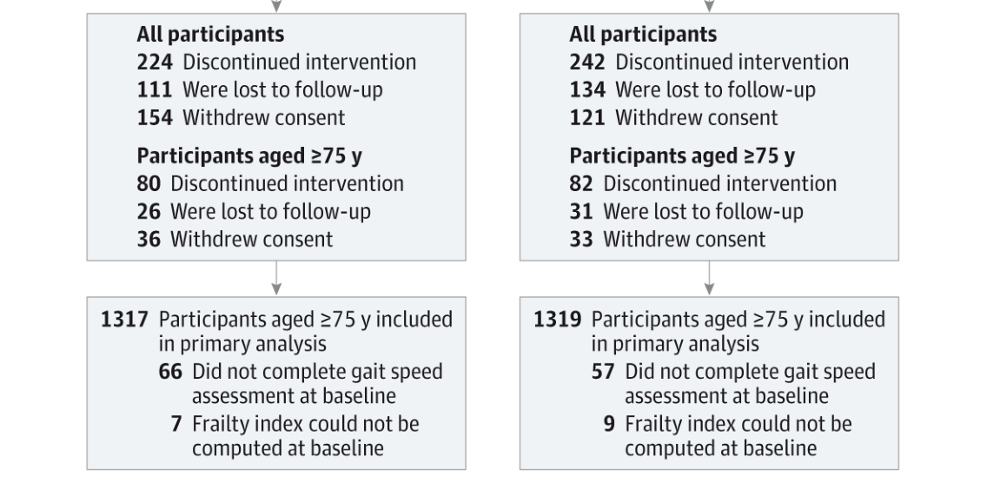 All participants
224 Discontinued intervention
111 Were lost to follow-up
154 Withdrew consent
Participants aged ≥75 y
80 Discontinued intervention
26 Were lost to follow-up
36 Withdrew consent
All participants
242 Discontinued intervention
134 Were lost to follow-up
121 Withdrew consent
Participants aged ≥75 y
82 Discontinued intervention
31 Were lost to follow-up
33 Withdrew consent
1317 Participants aged ≥75 y included
in primary analysis
66 Did not complete gait speed
assessment at baseline
7 Frailty index could not be
computed at baseline
1319 Participants aged ≥75 y included
in primary analysis
57 Did not complete gait speed
assessment at baseline
9 Frailty index could not be
computed at baseline